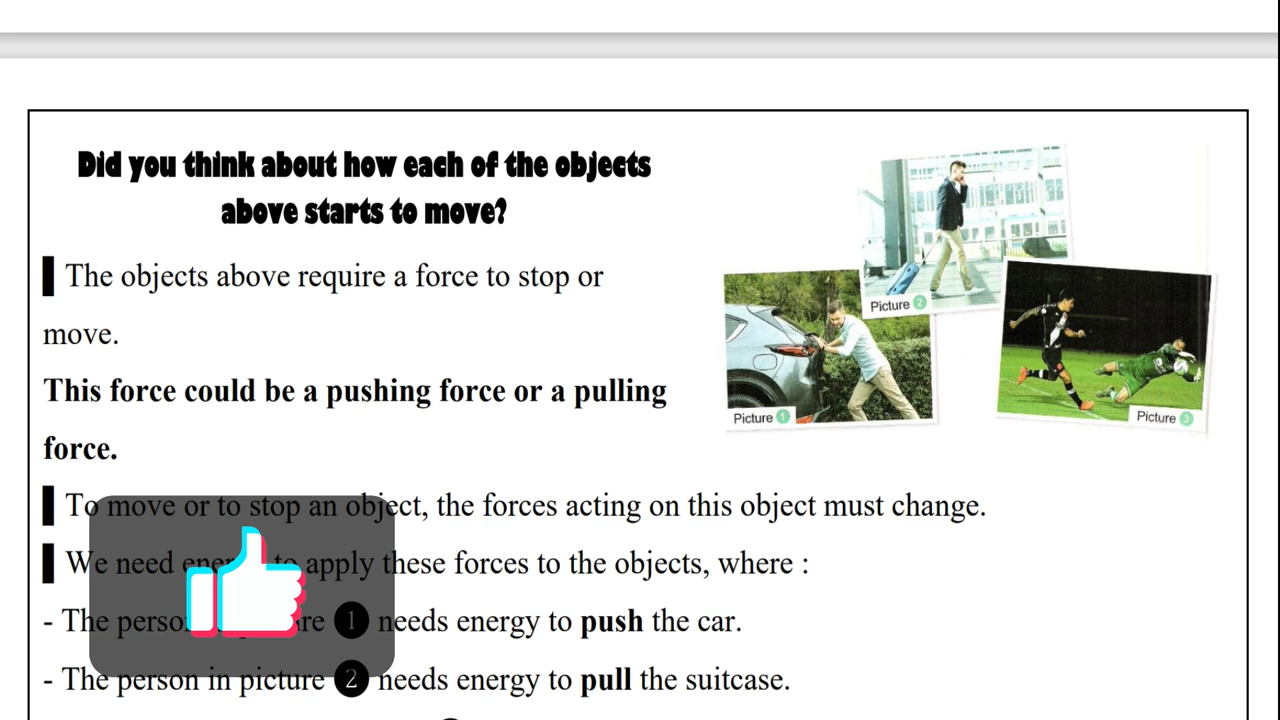 Did you think about how each of the objects
above starts to move?
The objects above require a force to stop or
move.
This force could be a pushing force or a pulling
force.
Picture 1
Picture 2
Picture 3
To move or to stop an object, the forces acting on this object must change.
We need energy to apply these forces to the objects, where :
- The person needs energy to push the car.
- The person in picture 2 needs energy to pull the suitcase.